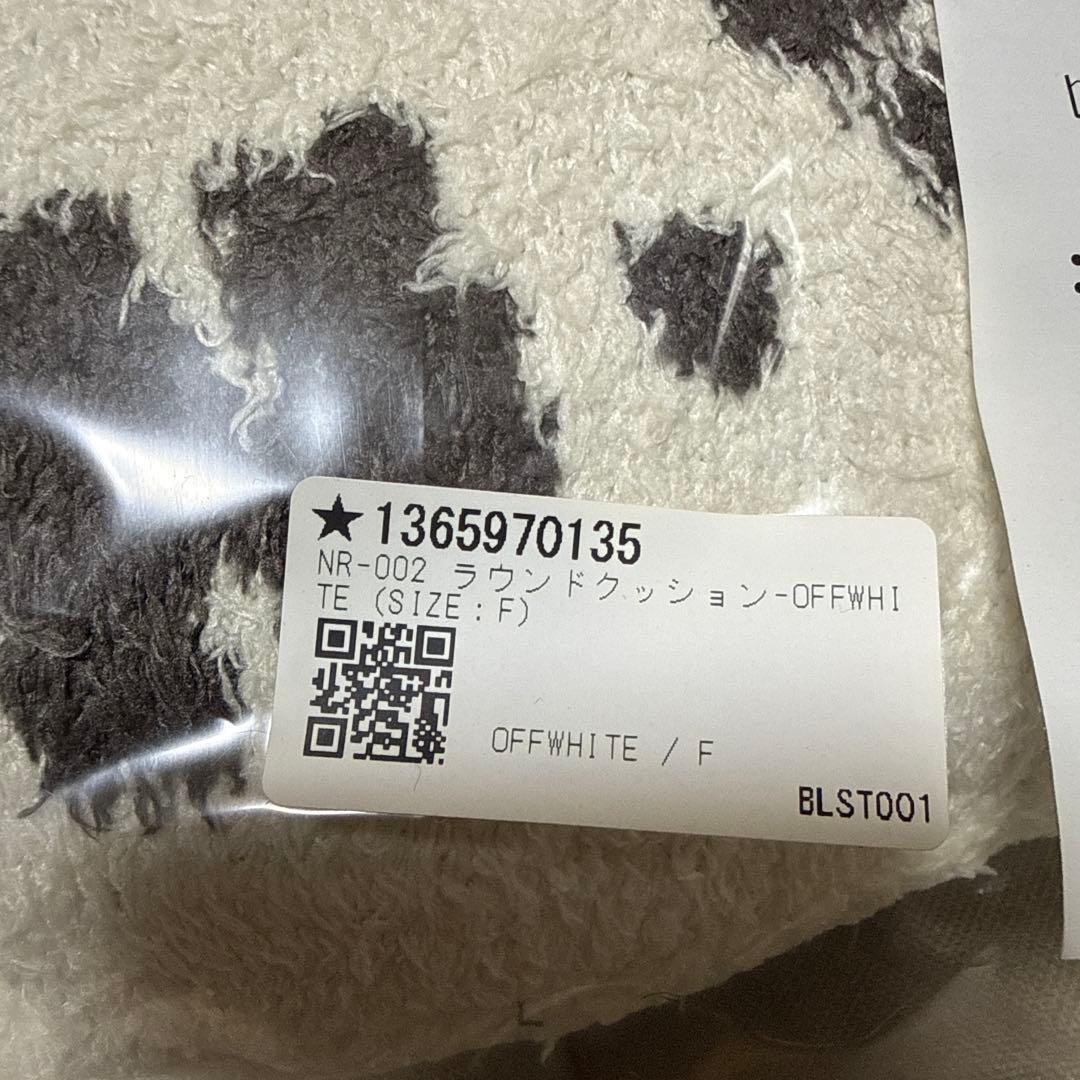 ★1365970135
NR-002 ラウンドクッション-OFFWHI
TE (SIZE:F)
OFFWHITE / F
BLST001